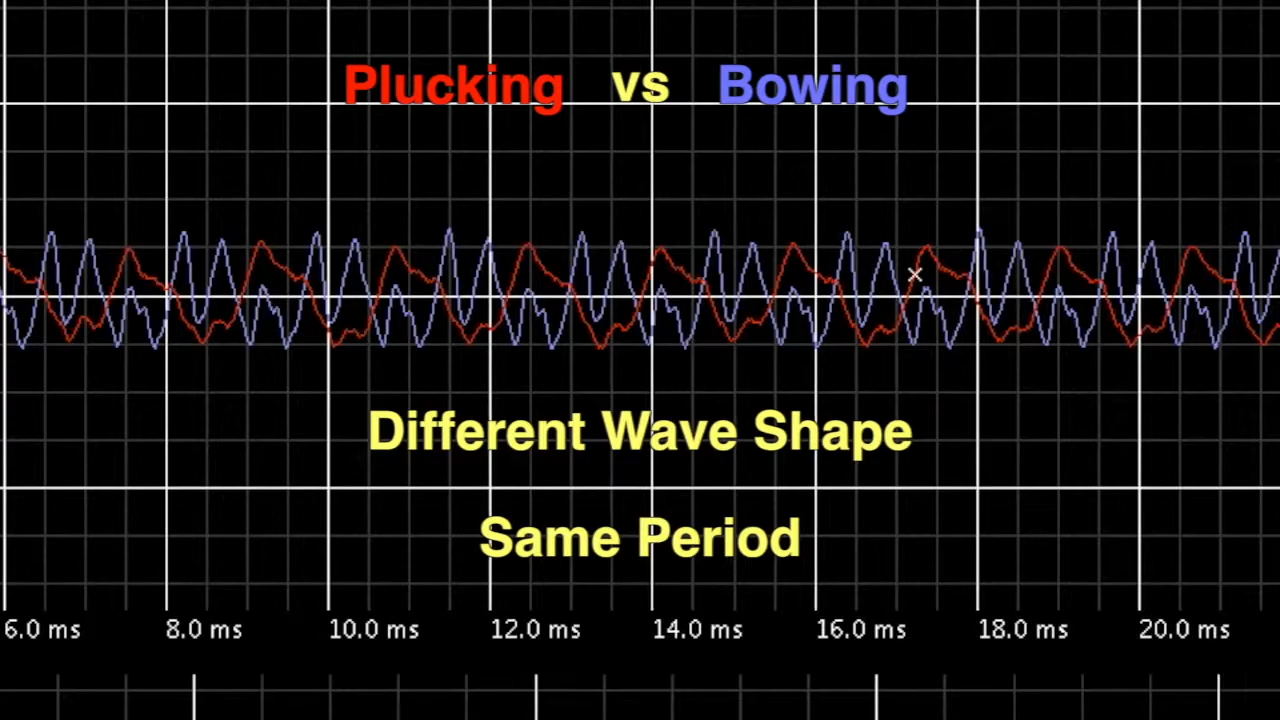 Plucking vs Bowing
Different Wave Shape
Same Period
6.0 ms 8.0 ms 10.0 ms 12.0 ms 14.0 ms 16.0 ms 18.0 ms 20.0 ms